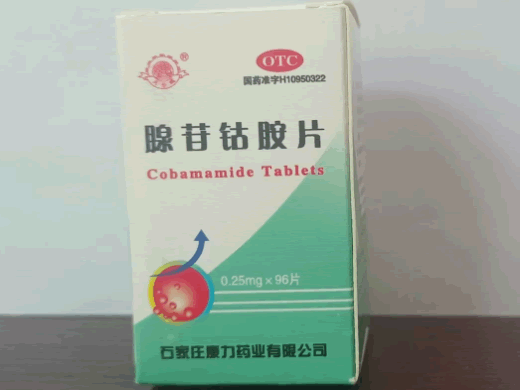 ®
OTC
国药准字H10950322
腺苷钴胺片
Cobamamide Tablets
0.25mg×96片
石家庄康力药业有限公司